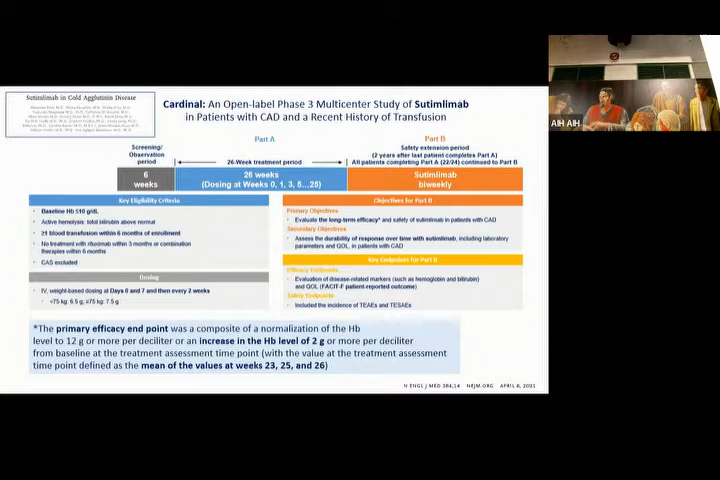 Sutimlimab in Cold Agglutinin Disease
Cardinal: An Open-label Phase 3 Multicenter Study of Sutimlimab
in Patients with CAD and a Recent History of Transfusion
Part A
Part B
Screening/
Observation
period
26-Week treatment period
Safety extension period
(2 years after last patient completes Part A)
All patients completing Part A (22/24) continued to Part B
6
weeks
26 weeks
(Dosing at Weeks 0, 1, 3, 5...25)
Sutimlimab
biweekly
Key Eligibility Criteria
• Baseline Hb ≤10 g/dL
• Active hemolysis: total bilirubin above normal
• ≥1 blood transfusion within 6 months of enrollment
• No treatment with rituximab within 3 months or combination
therapies within 6 months
• CAS excluded
Dosing
• IV, weight-based dosing at Days 0 and 7 and then every 2 weeks
• <75 kg: 6.5 g; ≥75 kg: 7.5 g
Objectives for Part B
Primary Objectives
• Evaluate the long-term efficacy* and safety of sutimlimab in patients with CAD
Secondary Objectives
• Assess the durability of response over time with sutimlimab, including laboratory
parameters and QOL, in patients with CAD
Key Endpoints for Part B
Efficacy Endpoints
• Evaluation of disease-related markers (such as hemoglobin and bilirubin)
and QOL (FACIT-F patient-reported outcome)
Safety Endpoints
• Included the incidence of TEAEs and TESAEs
*The primary efficacy end point was a composite of a normalization of the Hb
level to 12 g or more per deciliter or an increase in the Hb level of 2 g or more per deciliter
from baseline at the treatment assessment time point (with the value at the treatment assessment
time point defined as the mean of the values at weeks 23, 25, and 26)
N ENGL J MED 384;14 NEJM.ORG APRIL 8, 2021
AIH AIH